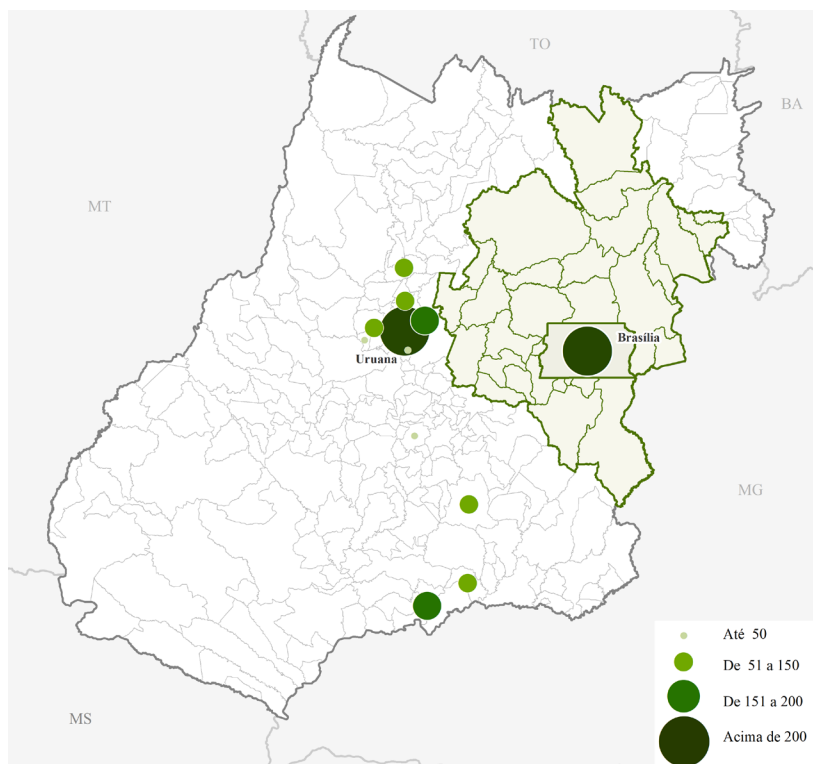 TO
BA
MT
Brasília
Uruana
MG
MS
Até 50
De 51 a 150
De 151 a 200
Acima de 200